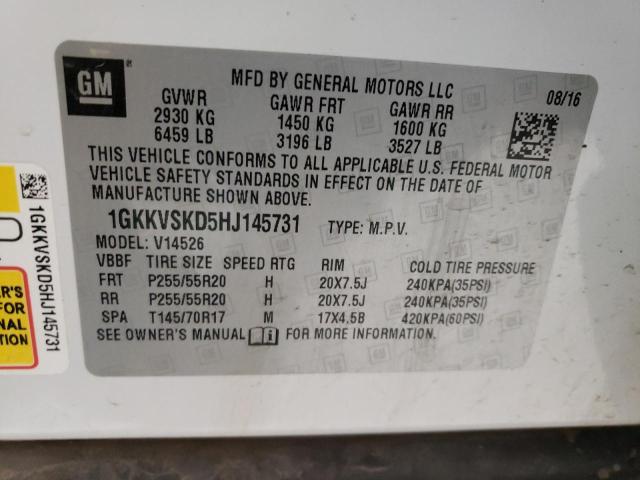 GM
MFD BY GENERAL MOTORS LLC
08/16
GVWR GAWR FRT GAWR RR
2930 KG 1450 KG 1600 KG
6459 LB 3196 LB 3527 LB
THIS VEHICLE CONFORMS TO ALL APPLICABLE U.S. FEDERAL MOTOR
VEHICLE SAFETY STANDARDS IN EFFECT ON THE DATE OF
MANUFACTURE SHOWN ABOVE.
1GKKVSKD5HJ145731 TYPE: M.P.V.
MODEL: V14526
VBBF TIRE SIZE SPEED RTG RIM COLD TIRE PRESSURE
FRT P255/55R20 H 20X7.5J 240KPA(35PSI)
RR P255/55R20 H 20X7.5J 240KPA(35PSI)
SPA T145/70R17 M 17X4.5B 420KPA(60PSI)
SEE OWNER'S MANUAL FOR MORE INFORMATION.
1GKKVSKD5HJ145731
ER'S
FOR
NAL
TION